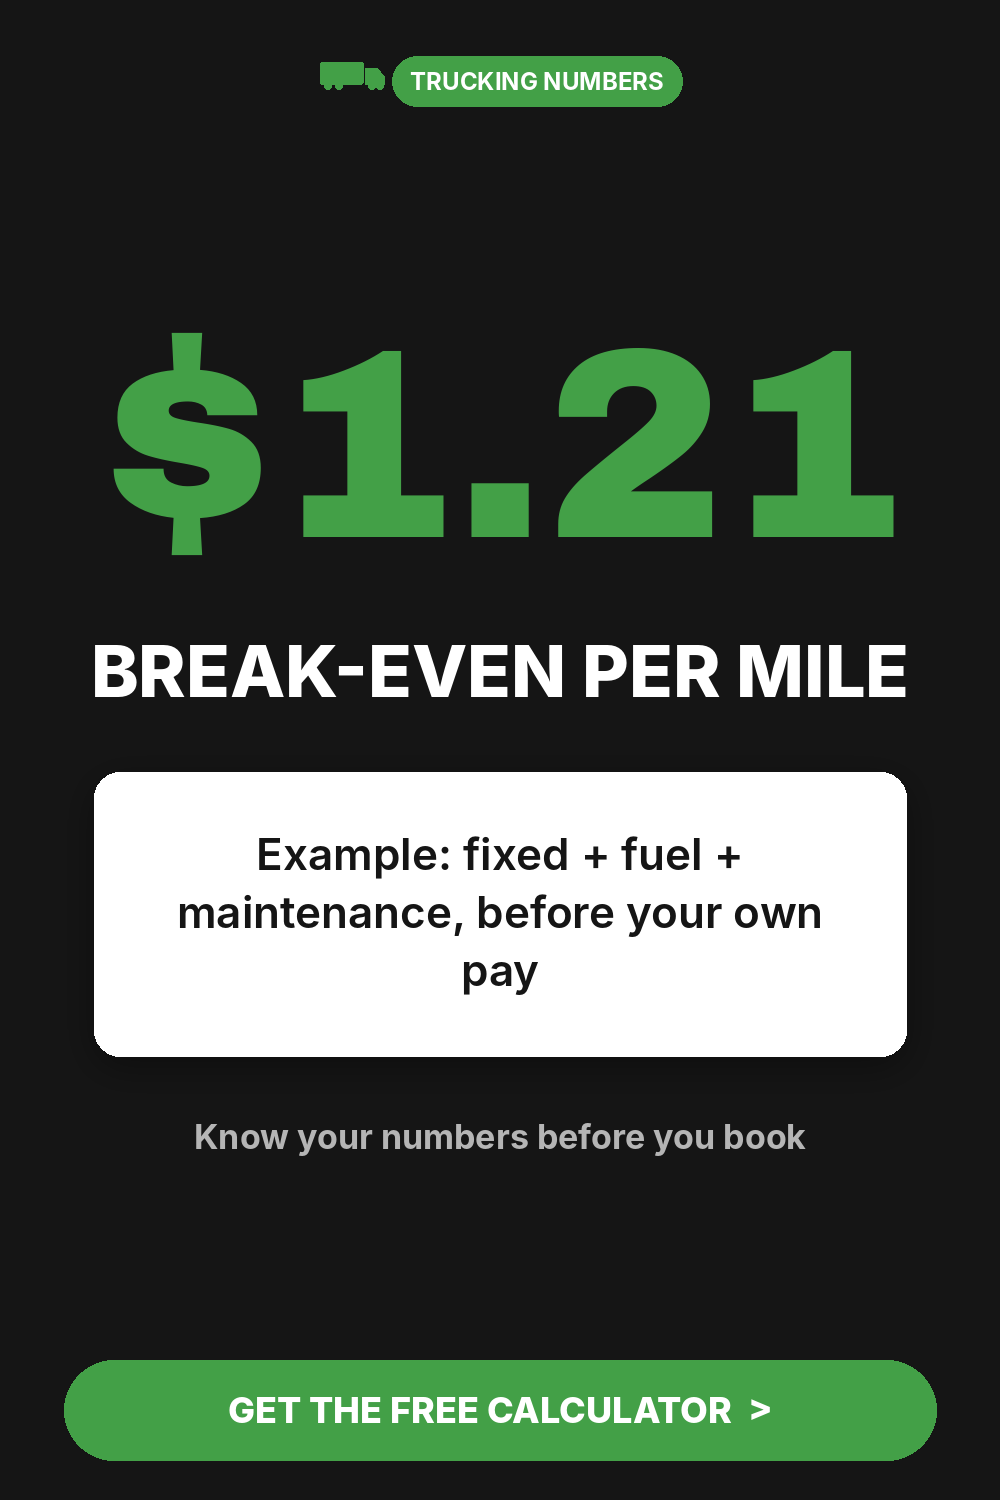 TRUCKING NUMBERS
$1.21
BREAK-EVEN PER MILE
Example: fixed + fuel +
maintenance, before your own
pay
Know your numbers before you book
GET THE FREE CALCULATOR >